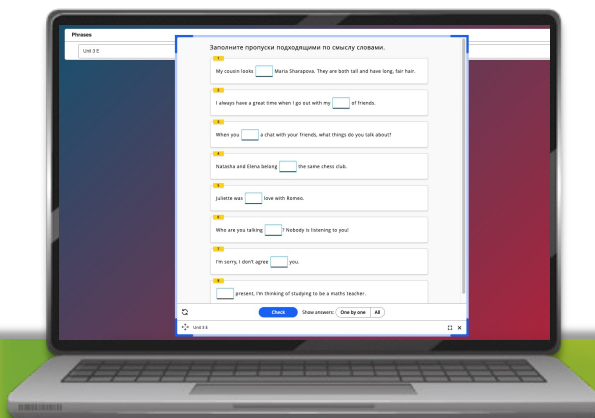 Phrases
Unit 3 E
Заполните пропуски подходящими по смыслу словами.
1
My cousin looks Maria Sharapova. They are both tall and have long, fair hair.
2
I always have a great time when I go out with my of friends.
3
When you a chat with your friends, what things do you talk about?
4
Natasha and Elena belong the same chess club.
5
Juliette was love with Romeo.
6
Who are you talking ? Nobody is listening to you!
7
I'm sorry, I don't agree you.
8
present, I'm thinking of studying to be a maths teacher.
Check Show answers: One by one All
Unit 3 E